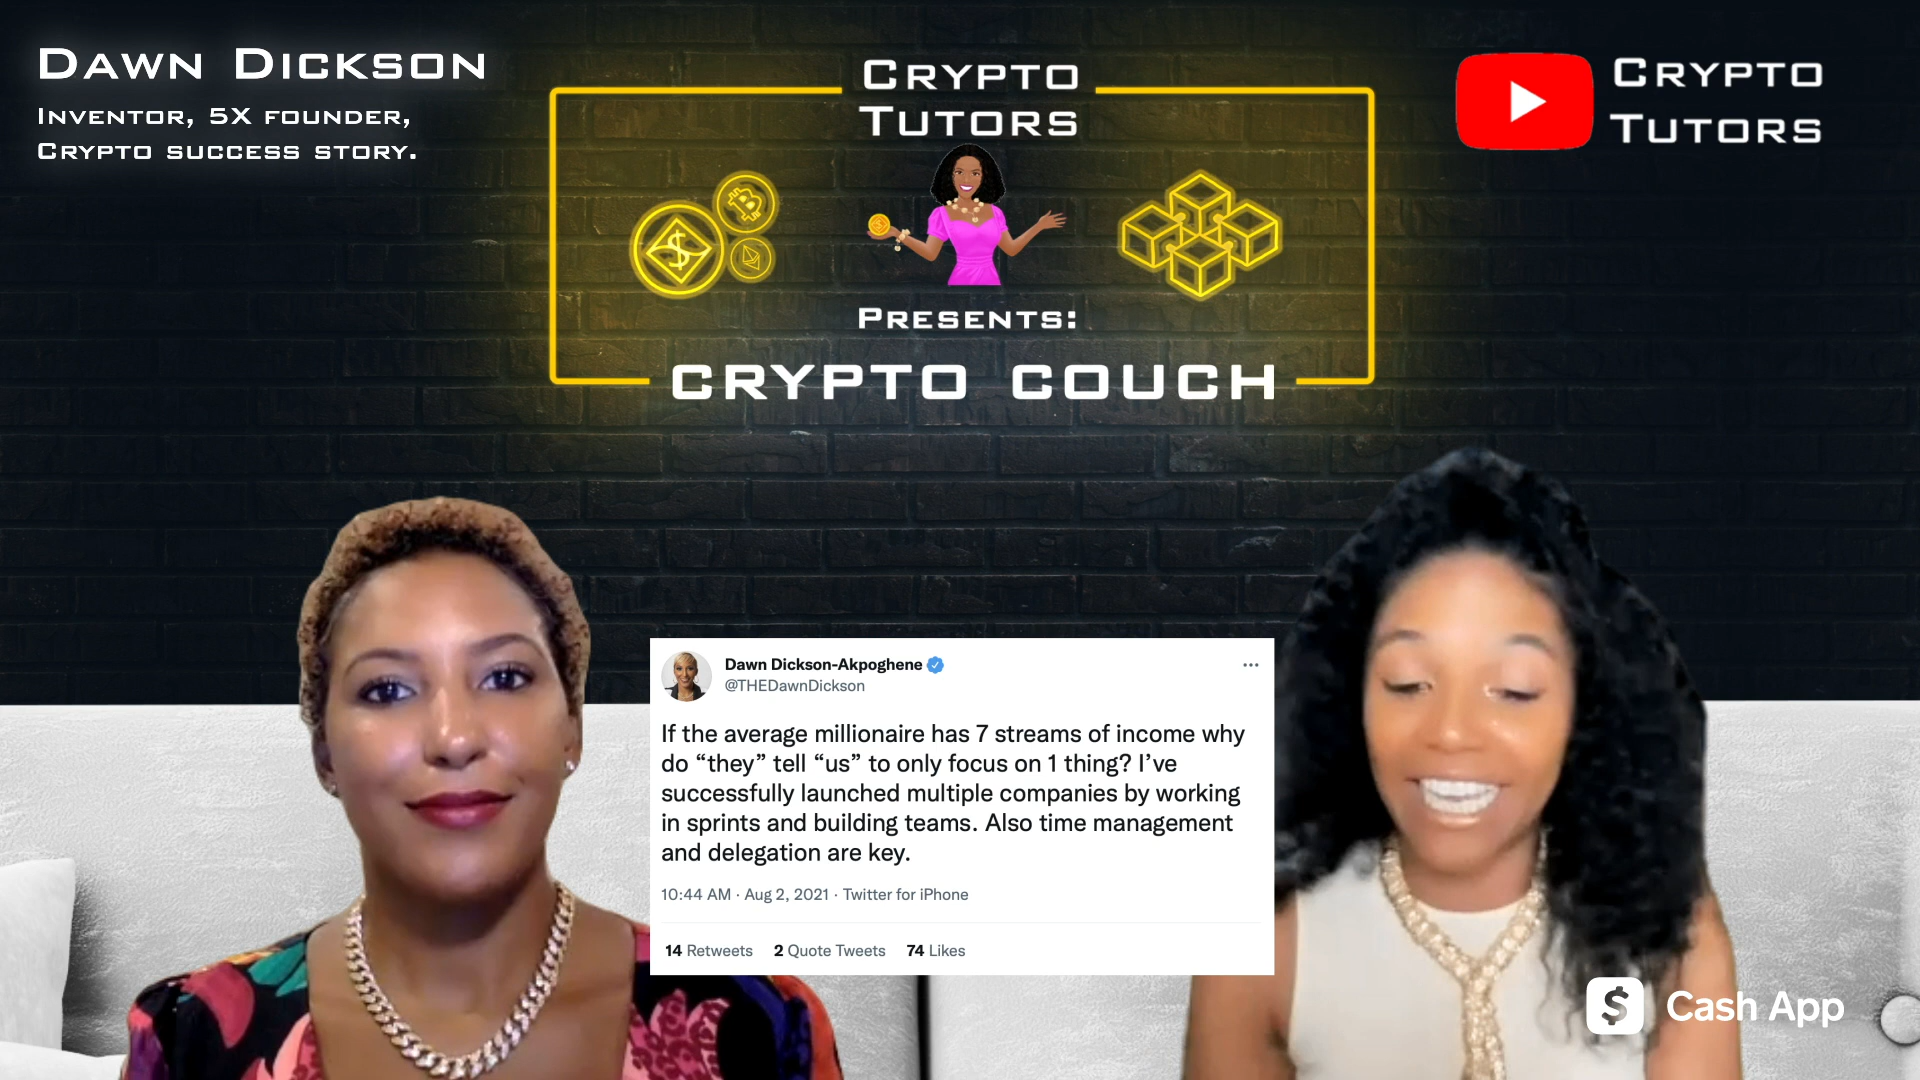 Dawn Dickson
Inventor, 5X founder,
Crypto success story.
Crypto
Tutors
Presents:
Crypto Couch
Crypto
Tutors
Dawn Dickson-Akpoghene
@THEDawnDickson
If the average millionaire has 7 streams of income why
do “they” tell “us” to only focus on 1 thing? I’ve
successfully launched multiple companies by working
in sprints and building teams. Also time management
and delegation are key.
10:44 AM · Aug 2, 2021 · Twitter for iPhone
14 Retweets 2 Quote Tweets 74 Likes
Cash App